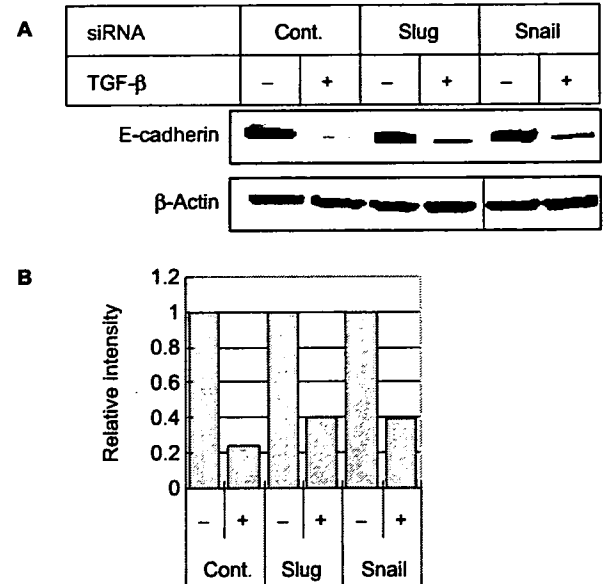 A
siRNA Cont. Slug Snail
TGF-β – + – + – +
E-cadherin
β-Actin
B
Relative intensity
1.2
1
0.8
0.6
0.4
0.2
0
– + – + – +
Cont. Slug Snail